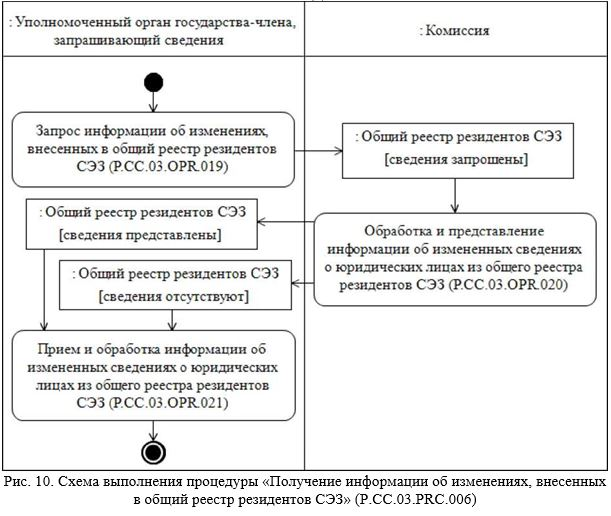 : Уполномоченный орган государства-члена,
запрашивающий сведения
: Комиссия
Запрос информации об изменениях,
внесенных в общий реестр резидентов
СЭЗ (P.CC.03.OPR.019)
: Общий реестр резидентов СЭЗ
[сведения запрошены]
: Общий реестр резидентов СЭЗ
[сведения представлены]
Обработка и представление
информации об измененных сведениях
о юридических лицах из общего реестра
резидентов СЭЗ (P.CC.03.OPR.020)
: Общий реестр резидентов СЭЗ
[сведения отсутствуют]
Прием и обработка информации об
измененных сведениях о юридических
лицах из общего реестра резидентов
СЭЗ (P.CC.03.OPR.021)
Рис. 10. Схема выполнения процедуры «Получение информации об изменениях, внесенных
в общий реестр резидентов СЭЗ» (P.CC.03.PRC.006)